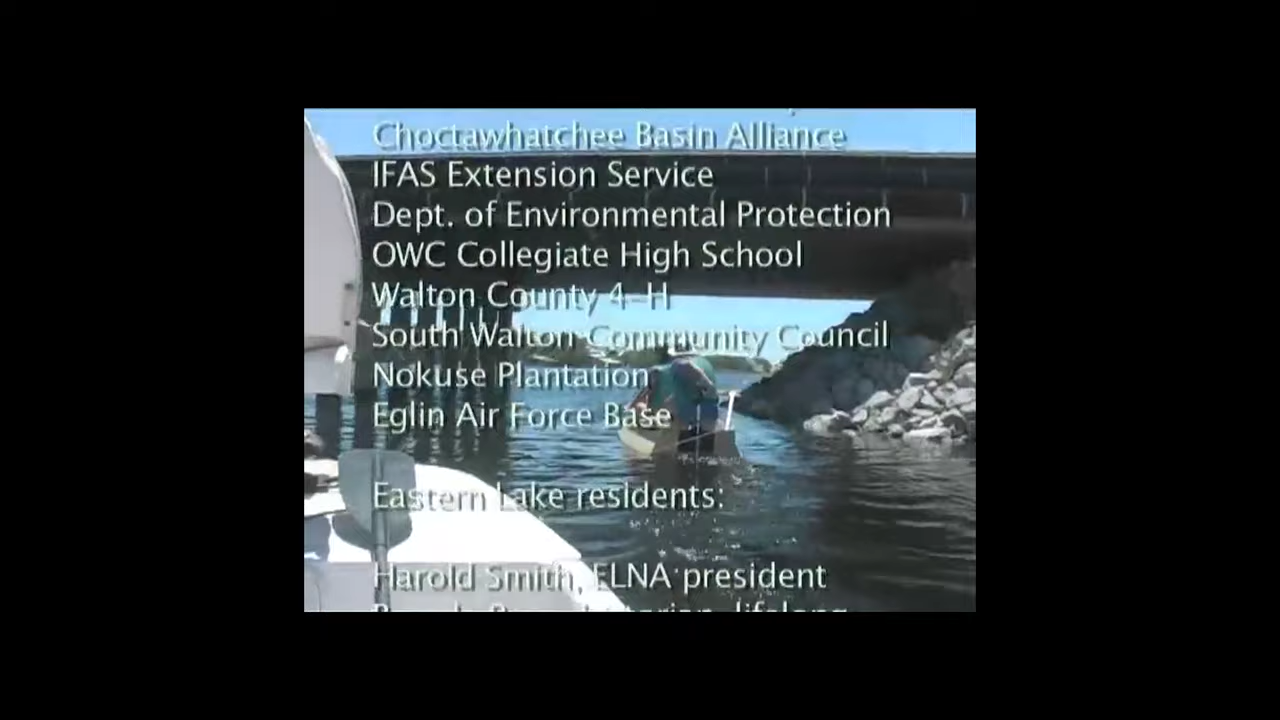 Choctawhatchee Basin Alliance
IFAS Extension Service
Dept. of Environmental Protection
OWC Collegiate High School
Walton County 4-H
South Walton Community Council
Nokuse Plantation
Eglin Air Force Base
Eastern Lake residents:
Harold Smith, ELNA president
lifelong